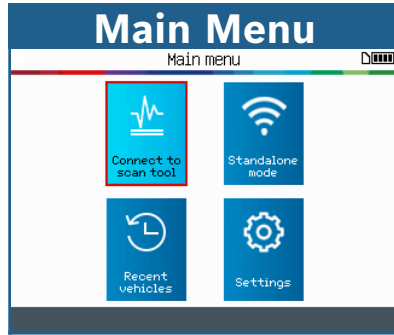 Main Menu
Main menu
Connect to
scan tool
Standalone
mode
Recent
vehicles
Settings